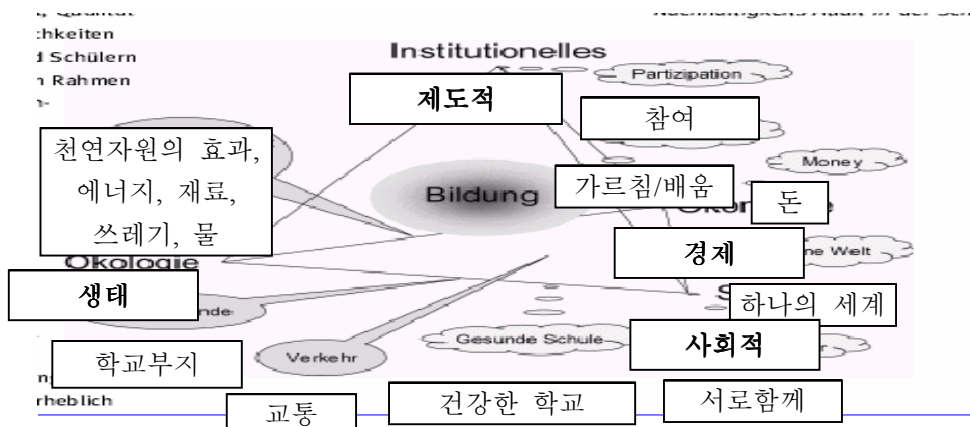 chkeiten
d Schülern
n Rahmen
Institutionelles
제도적
Partizipation
참여
천연자원의 효과,
에너지, 재료,
쓰레기, 물
Bildung
가르침/배움
Money
돈
Ökologie
생태
경제
ne Welt
하나의 세계
사회적
학교부지
Verkehr
Gesunde Schule
교통
건강한 학교
서로함께
rheblich